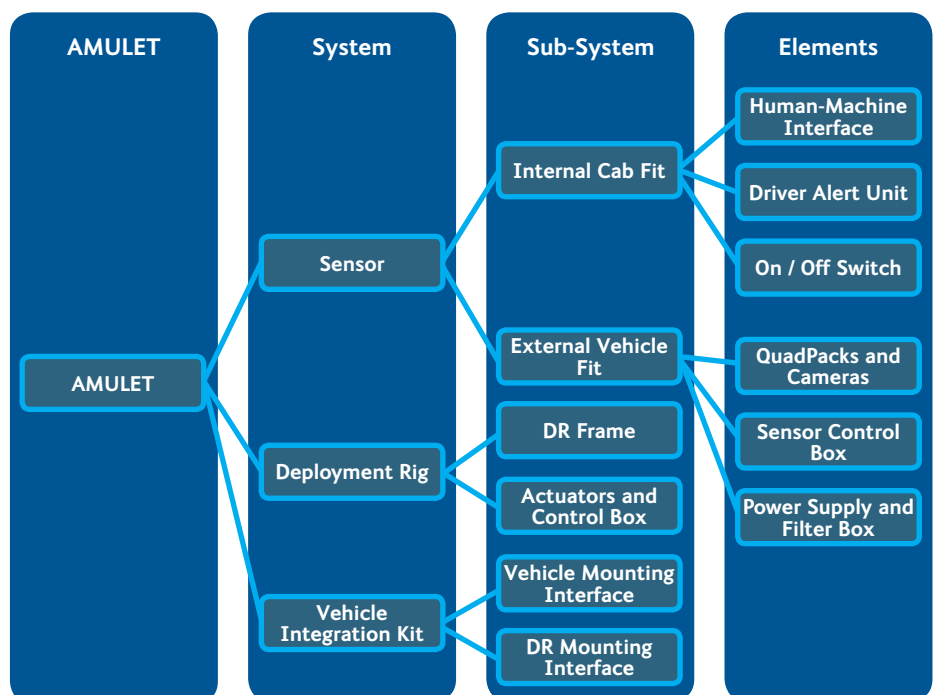 AMULET
System
Sub-System
Elements
AMULET
Sensor
Deployment Rig
Vehicle
Integration Kit
Internal Cab Fit
External Vehicle
Fit
DR Frame
Actuators and
Control Box
Vehicle Mounting
Interface
DR Mounting
Interface
Human-Machine
Interface
Driver Alert Unit
On / Off Switch
QuadPacks and
Cameras
Sensor Control
Box
Power Supply and
Filter Box